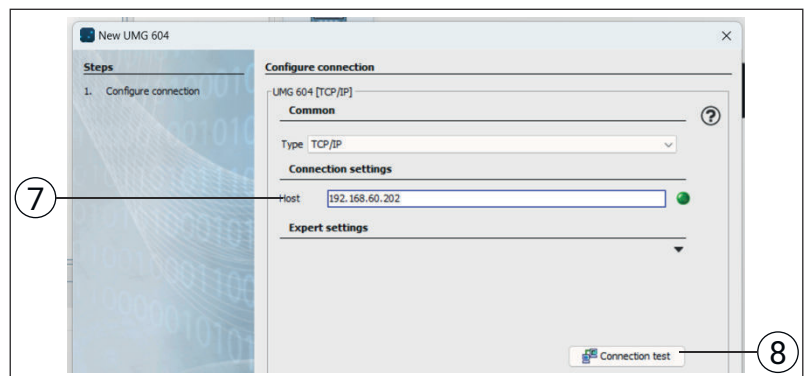 New UMG 604
Steps
1. Configure connection
Configure connection
UMG 604 [TCP/IP]
Common
?
Type TCP/IP
Connection settings
7
Host 192.168.60.202
Expert settings
Connection test
8